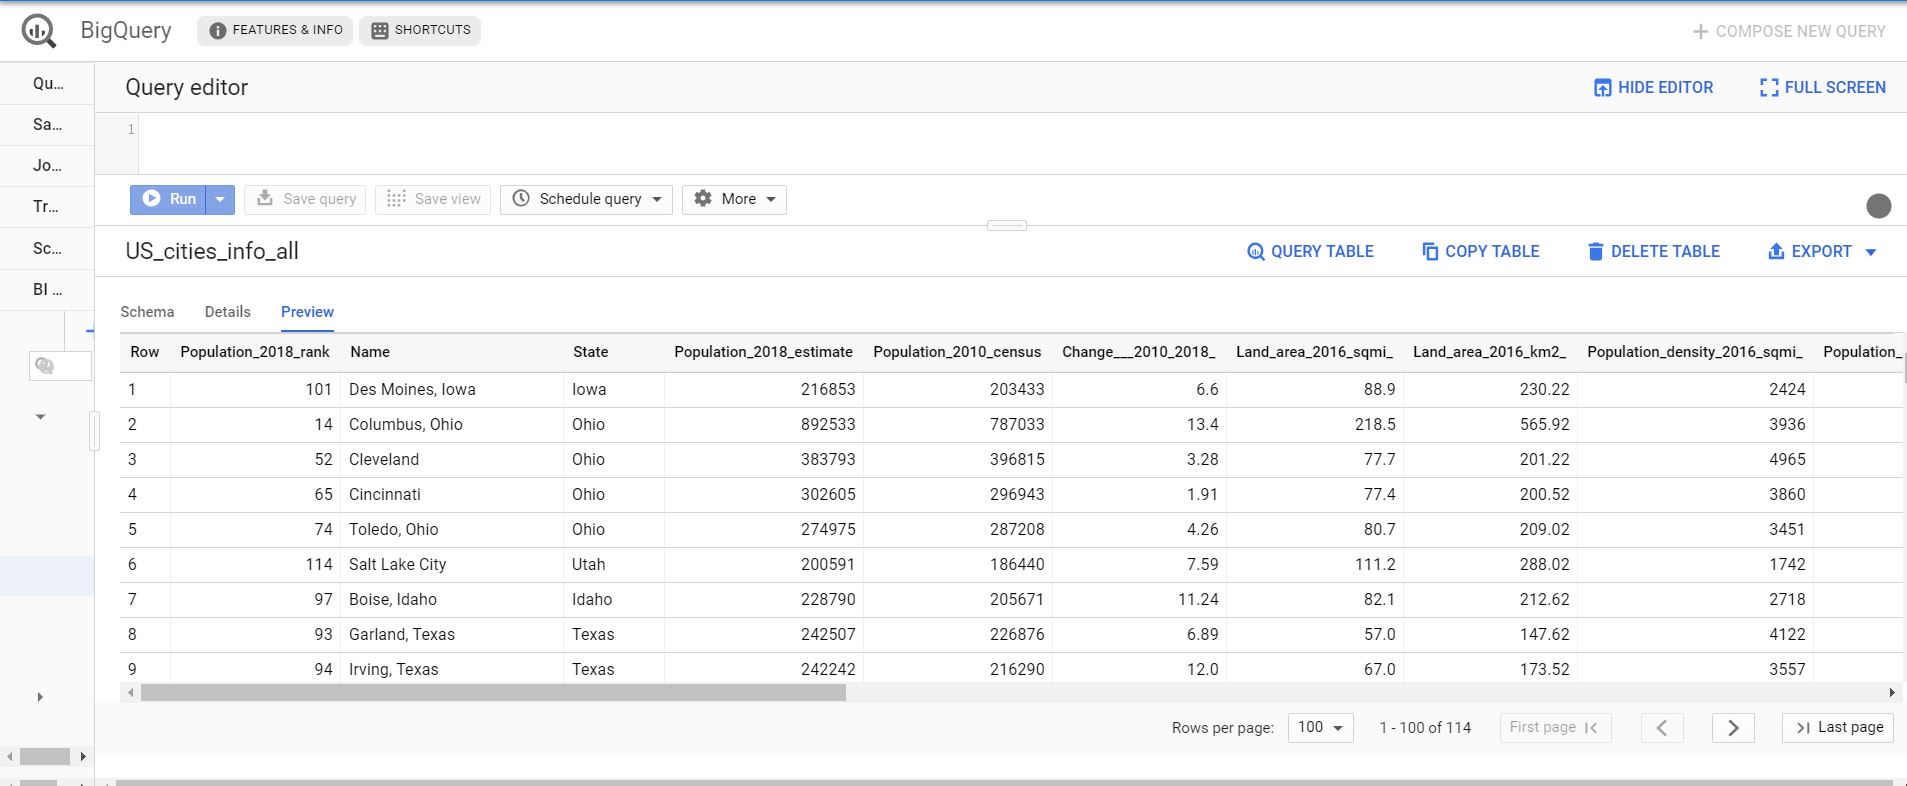 BigQuery FEATURES & INFO SHORTCUTS COMPOSE NEW QUERY
Qu...
Sa...
Jo...
Tr...
Sc...
BI ...
Query editor HIDE EDITOR FULL SCREEN
1
Run Save query Save view Schedule query More
US_cities_info_all QUERY TABLE COPY TABLE DELETE TABLE EXPORT
Schema Details Preview
Row Population_2018_rank Name State Population_2018_estimate Population_2010_census Change___2010_2018_ Land_area_2016_sqmi_ Land_area_2016_km2_ Population_density_2016_sqmi_ Population_
1 101 Des Moines, Iowa Iowa 216853 203433 6.6 88.9 230.22 2424
2 14 Columbus, Ohio Ohio 892533 787033 13.4 218.5 565.92 3936
3 52 Cleveland Ohio 383793 396815 3.28 77.7 201.22 4965
4 65 Cincinnati Ohio 302605 296943 1.91 77.4 200.52 3860
5 74 Toledo, Ohio Ohio 274975 287208 4.26 80.7 209.02 3451
6 114 Salt Lake City Utah 200591 186440 7.59 111.2 288.02 1742
7 97 Boise, Idaho Idaho 228790 205671 11.24 82.1 212.62 2718
8 93 Garland, Texas Texas 242507 226876 6.89 57.0 147.62 4122
9 94 Irving, Texas Texas 242242 216290 12.0 67.0 173.52 3557
Rows per page: 100 1 - 100 of 114 First page Last page